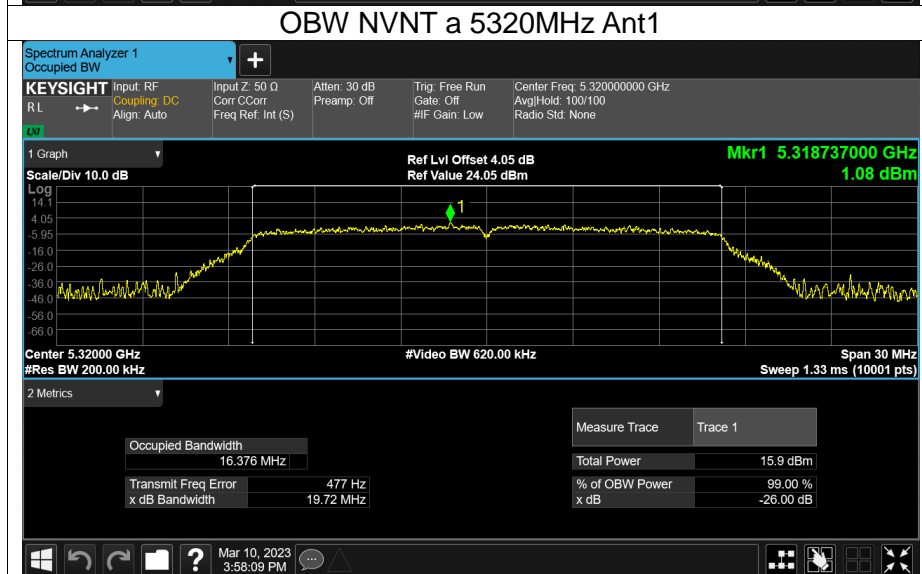 OBW NVNT a 5320MHz Ant1
Spectrum Analyzer 1
Occupied BW
+
KEYSIGHT
R L
LXI
Input: RF
Coupling: DC
Align: Auto
Input Z: 50 Ω
Corr CCorr
Freq Ref: Int (S)
Atten: 30 dB
Preamp: Off
Trig: Free Run
Gate: Off
#IF Gain: Low
Center Freq: 5.320000000 GHz
Avg|Hold: 100/100
Radio Std: None
1 Graph
Scale/Div 10.0 dB
Ref Lvl Offset 4.05 dB
Ref Value 24.05 dBm
Mkr1 5.318737000 GHz
1.08 dBm
Log
14.1
4.05
-5.95
-16.0
-26.0
-36.0
-46.0
-56.0
-66.0
1
Center 5.32000 GHz
#Res BW 200.00 kHz
#Video BW 620.00 kHz
Span 30 MHz
Sweep 1.33 ms (10001 pts)
2 Metrics
Occupied Bandwidth
16.376 MHz
Transmit Freq Error 477 Hz
x dB Bandwidth 19.72 MHz
Measure Trace Trace 1
Total Power 15.9 dBm
% of OBW Power 99.00 %
x dB -26.00 dB
?
Mar 10, 2023
3:58:09 PM